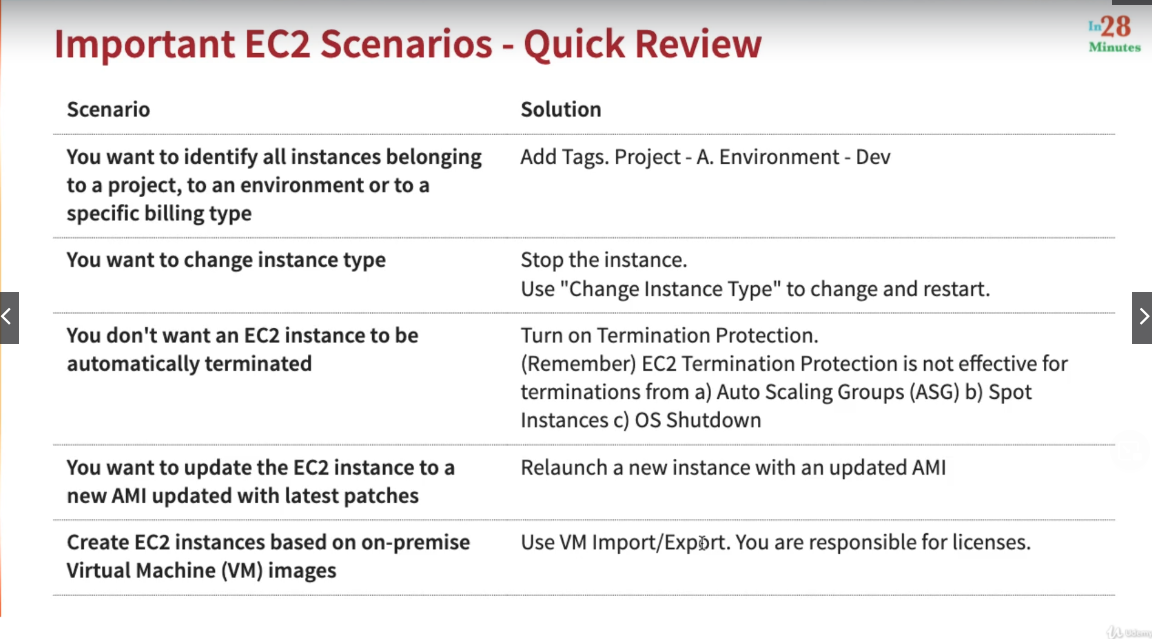 Important EC2 Scenarios - Quick Review
In28
Minutes
Scenario
Solution
You want to identify all instances belonging
to a project, to an environment or to a
specific billing type
Add Tags. Project - A. Environment - Dev
You want to change instance type
Stop the instance.
Use "Change Instance Type" to change and restart.
You don't want an EC2 instance to be
automatically terminated
Turn on Termination Protection.
(Remember) EC2 Termination Protection is not effective for
terminations from a) Auto Scaling Groups (ASG) b) Spot
Instances c) OS Shutdown
You want to update the EC2 instance to a
new AMI updated with latest patches
Relaunch a new instance with an updated AMI
Create EC2 instances based on on-premise
Virtual Machine (VM) images
Use VM Import/Export. You are responsible for licenses.
Udemy